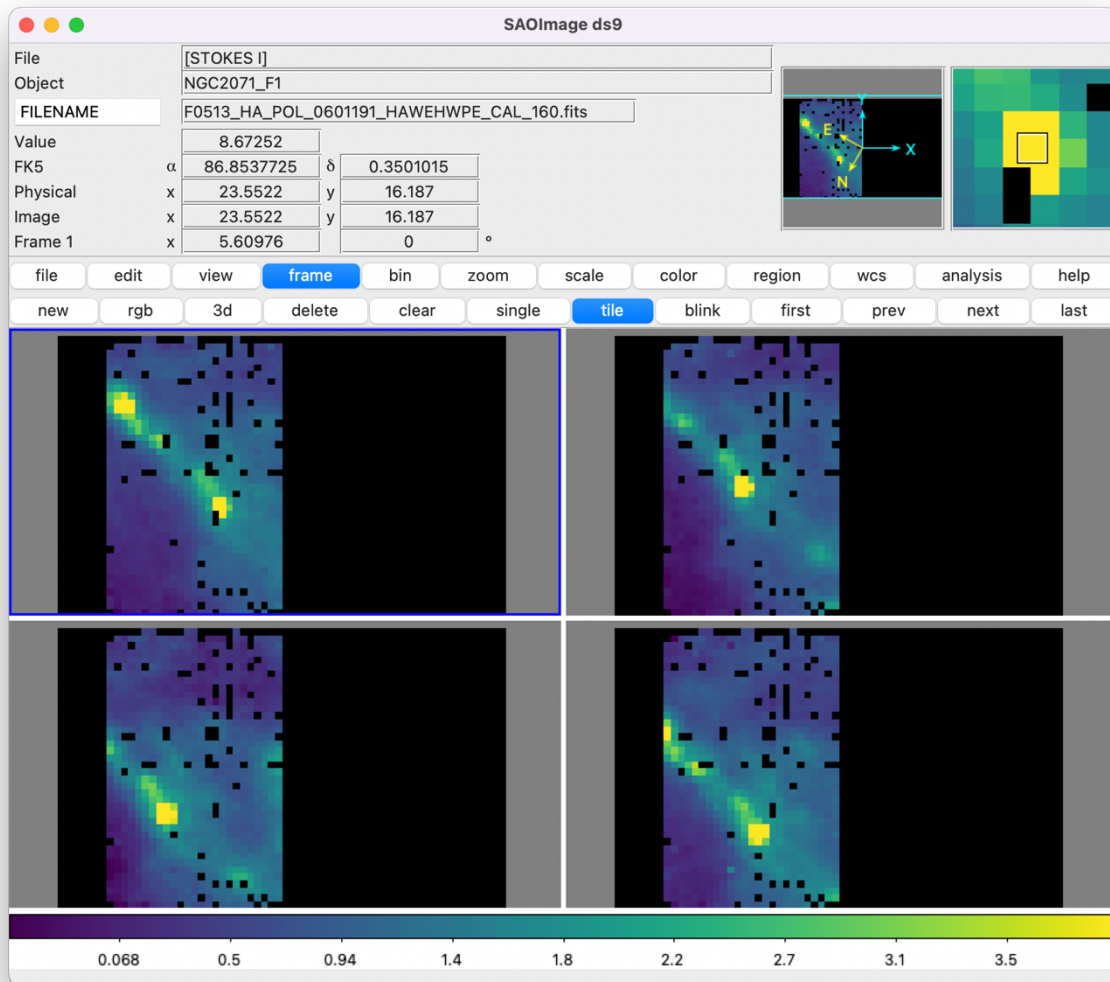 SAOImage ds9
File [STOKES I]
Object NGC2071_F1
FILENAME F0513_HA_POL_0601191_HAWEHWPE_CAL_160.fits
Value 8.67252
FK5 α 86.8537725 δ 0.3501015
Physical x 23.5522 y 16.187
Image x 23.5522 y 16.187
Frame 1 x 5.60976 0 °
Y
E
X
N
file edit view frame bin zoom scale color region wcs analysis help
new rgb 3d delete clear single tile blink first prev next last
0.068 0.5 0.94 1.4 1.8 2.2 2.7 3.1 3.5